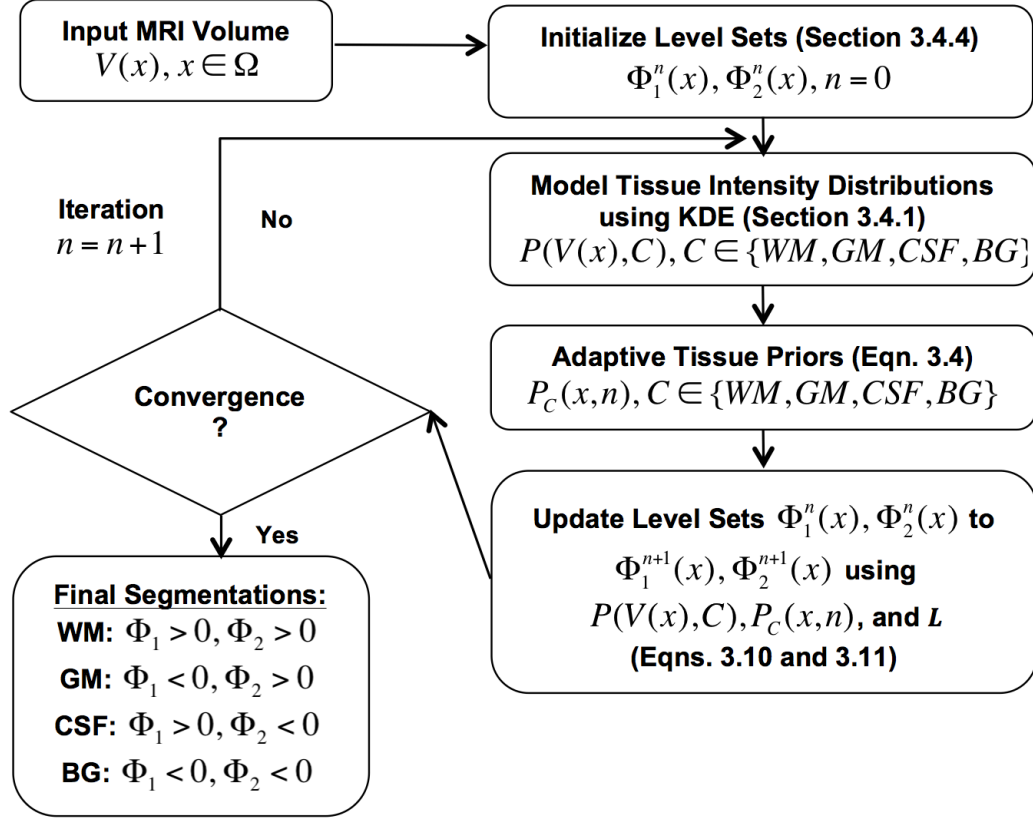 Input MRI Volume
V(x), x ∈ Ω
Initialize Level Sets (Section 3.4.4)
Φ₁ⁿ(x), Φ₂ⁿ(x), n = 0
Model Tissue Intensity Distributions
using KDE (Section 3.4.1)
P(V(x),C), C ∈ {WM,GM,CSF,BG}
Adaptive Tissue Priors (Eqn. 3.4)
P_C(x,n), C ∈ {WM,GM,CSF,BG}
Update Level Sets Φ₁ⁿ(x), Φ₂ⁿ(x) to
Φ₁ⁿ⁺¹(x), Φ₂ⁿ⁺¹(x) using
P(V(x),C), P_C(x,n), and L
(Eqns. 3.10 and 3.11)
Iteration
n = n+1
No
Convergence
?
Yes
Final Segmentations:
WM: Φ₁ > 0, Φ₂ > 0
GM: Φ₁ < 0, Φ₂ > 0
CSF: Φ₁ > 0, Φ₂ < 0
BG: Φ₁ < 0, Φ₂ < 0